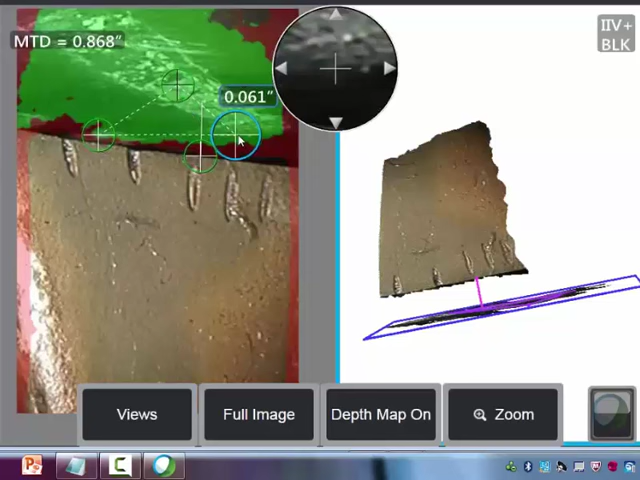 MTD = 0.868"
0.061"
IIV+
BLK
Views
Full Image
Depth Map On
Zoom